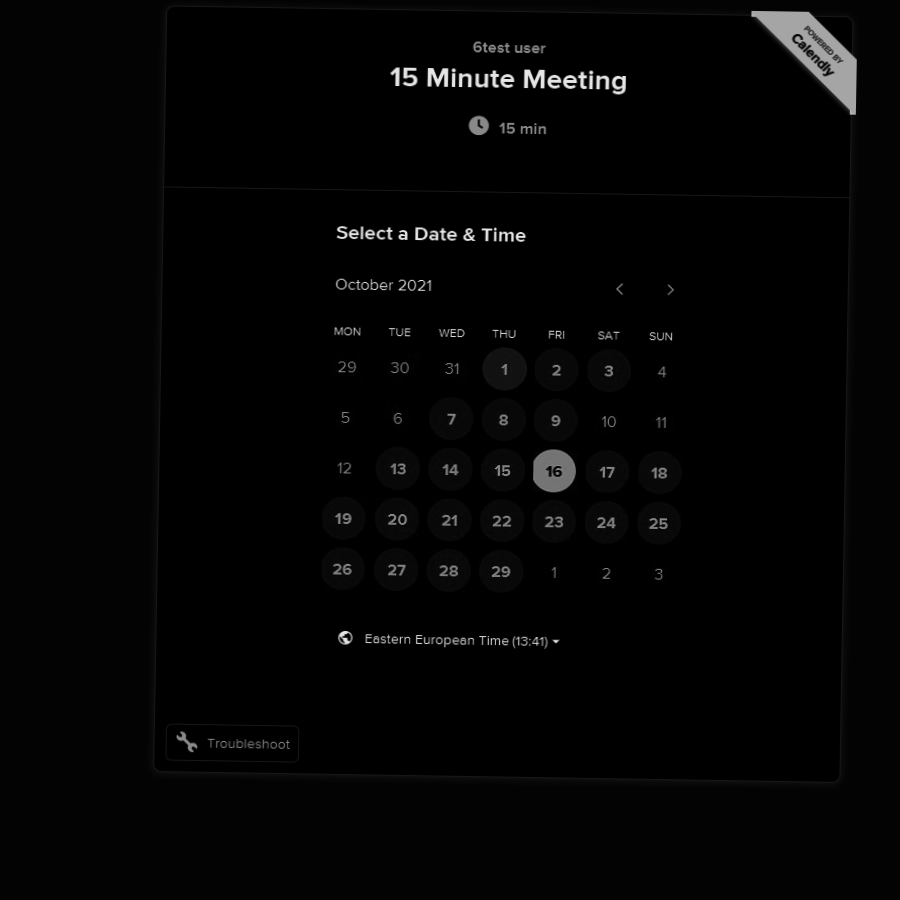 6test user
15 Minute Meeting
15 min
POWERED BY
Calendly
Select a Date & Time
October 2021
MON TUE WED THU FRI SAT SUN
29 30 31 1 2 3 4
5 6 7 8 9 10 11
12 13 14 15 16 17 18
19 20 21 22 23 24 25
26 27 28 29 1 2 3
Eastern European Time (13:41)
Troubleshoot